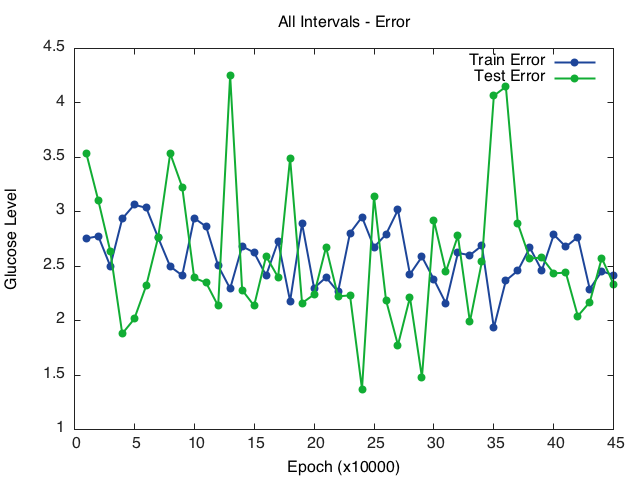 All Intervals - Error
Train Error
Test Error
4.5
4
3.5
3
2.5
2
1.5
1
Glucose Level
0 5 10 15 20 25 30 35 40 45
Epoch (x10000)